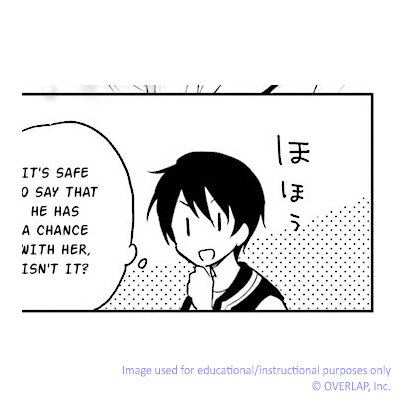 ほほぅ
IT'S SAFE
O SAY THAT
HE HAS
A CHANCE
WITH HER,
ISN'T IT?
Image used for educational/instructional purposes only
© OVERLAP, Inc.